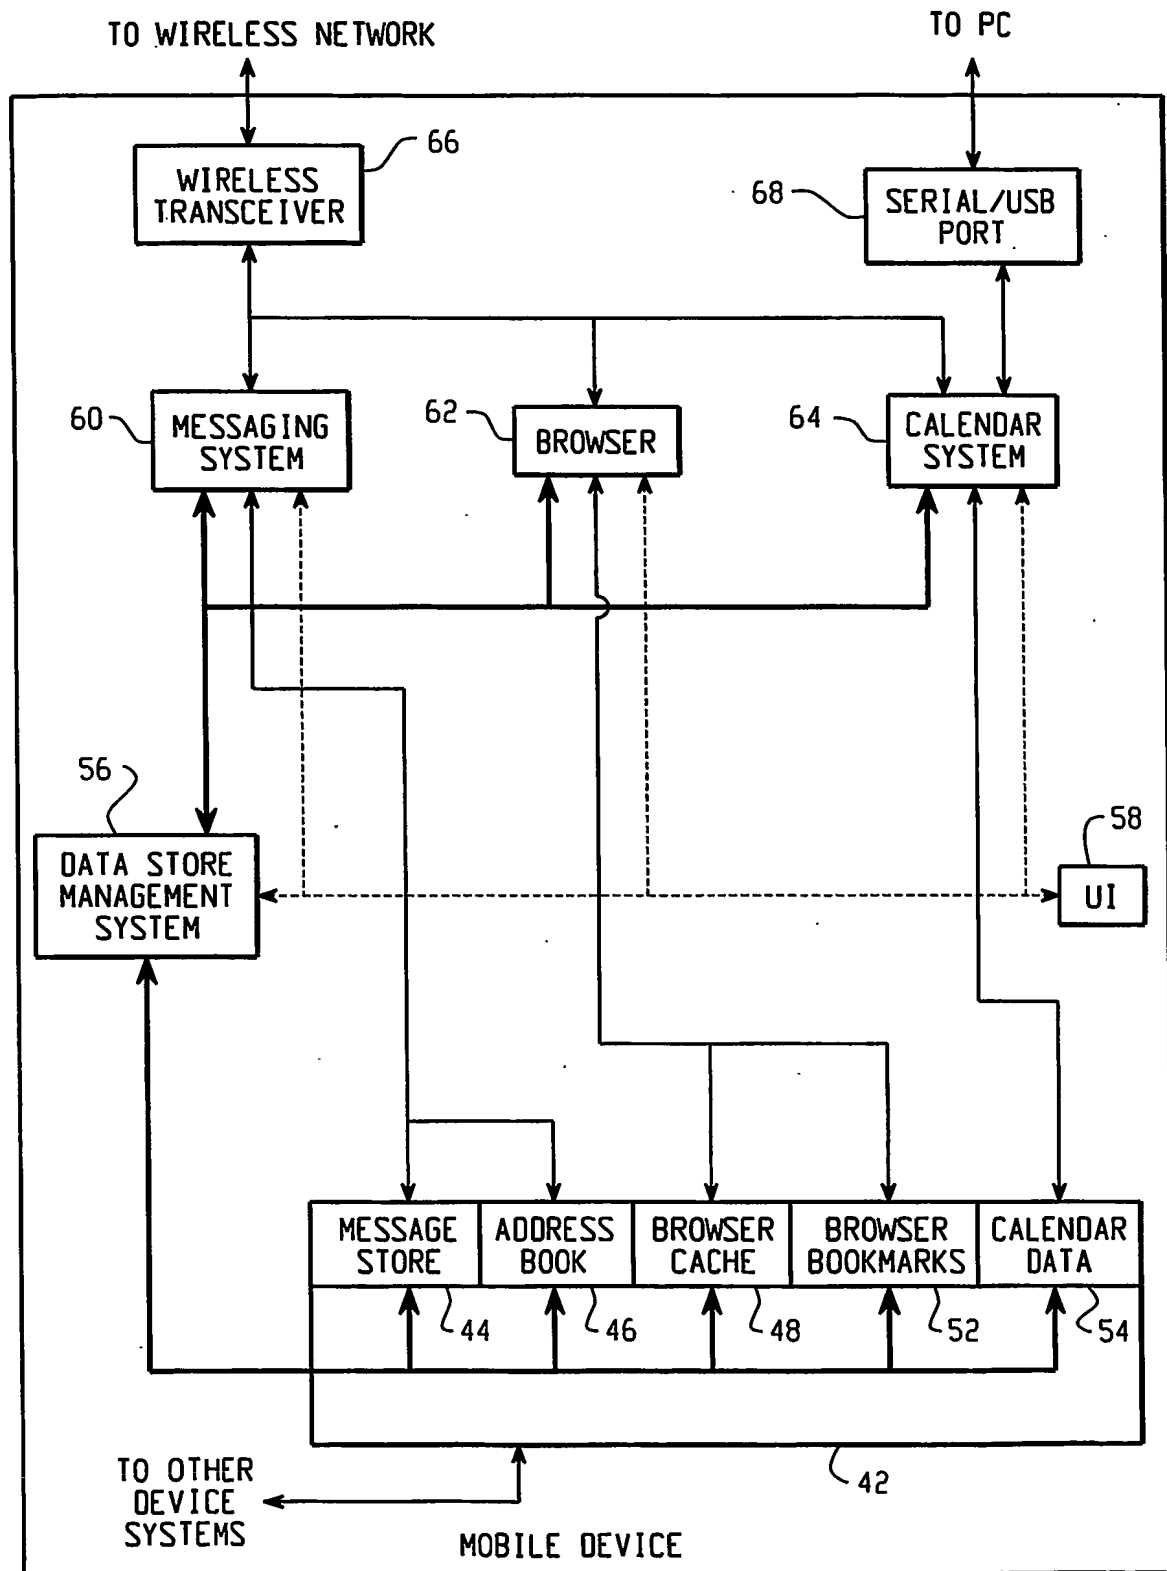 TO WIRELESS NETWORK
TO PC
66
WIRELESS
TRANSCEIVER
68
SERIAL/USB
PORT
60
MESSAGING
SYSTEM
62
BROWSER
64
CALENDAR
SYSTEM
56
DATA STORE
MANAGEMENT
SYSTEM
58
UI
MESSAGE
STORE
ADDRESS
BOOK
BROWSER
CACHE
BROWSER
BOOKMARKS
CALENDAR
DATA
44
46
48
52
54
42
TO OTHER
DEVICE
SYSTEMS
MOBILE DEVICE